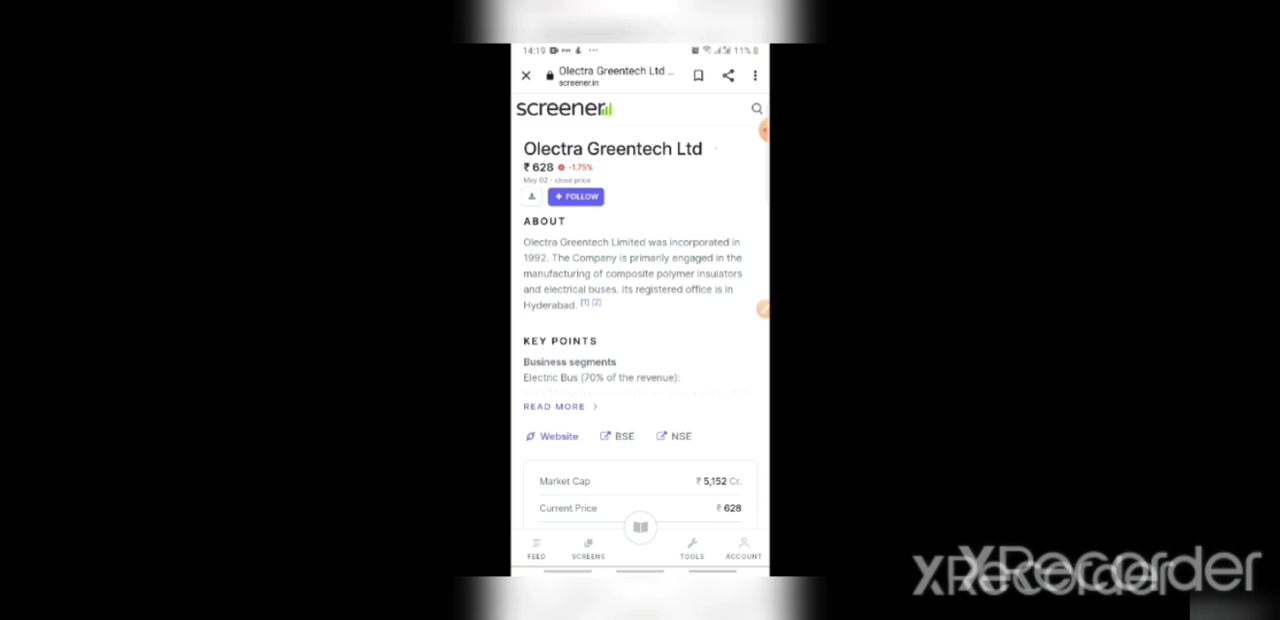 14:19 11%
Olectra Greentech Ltd ...
screener.in
screener
Olectra Greentech Ltd
₹ 628 -1.75%
May 02 - close price
+ FOLLOW
ABOUT
Olectra Greentech Limited was incorporated in
1992. The Company is primarily engaged in the
manufacturing of composite polymer insulators
and electrical buses. Its registered office is in
Hyderabad. [1] [2]
KEY POINTS
Business segments
Electric Bus (70% of the revenue):
READ MORE >
Website BSE NSE
Market Cap ₹ 5,152 Cr.
Current Price ₹ 628
FEED SCREENS TOOLS ACCOUNT
XRecorder
XRecorder